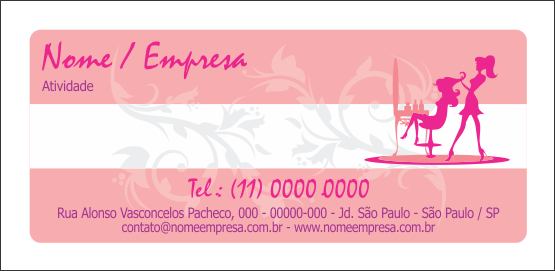 Nome / Empresa
Atividade
Tel.: (11) 0000 0000
Rua Alonso Vasconcelos Pacheco, 000 - 00000-000 - Jd. São Paulo - São Paulo / SP
contato@nomeempresa.com.br - www.nomeempresa.com.br